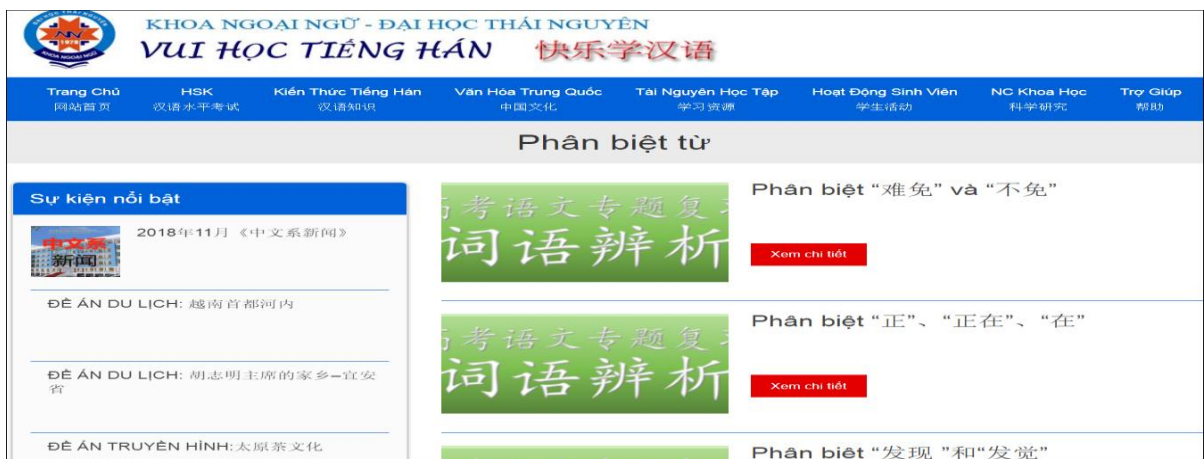 KHOA NGOẠI NGỮ - ĐẠI HỌC THÁI NGUYÊN
VUI HỌC TIẾNG HÁN 快乐学汉语
Trang Chủ HSK Kiến Thức Tiếng Hán Văn Hóa Trung Quốc Tài Nguyên Học Tập Hoạt Động Sinh Viên NC Khoa Học Trợ Giúp
网站首页 汉语水平考试 汉语知识 中国文化 学习资源 学生活动 科学研究 帮助
Phân biệt từ
Sự kiện nổi bật
中文系
新闻
2018年11月《中文系新闻》
ĐỀ ÁN DU LỊCH: 越南首都河内
ĐỀ ÁN DU LỊCH: 胡志明主席的家乡–宜安
省
ĐỀ ÁN TRUYỀN HÌNH:太原茶文化
考语文专题复
词语辨析
Phân biệt “难免” và “不免”
Xem chi tiết
考语文专题复
词语辨析
Phân biệt “正”、“正在”、“在”
Xem chi tiết
Phân biệt “发现 ”和“发觉”